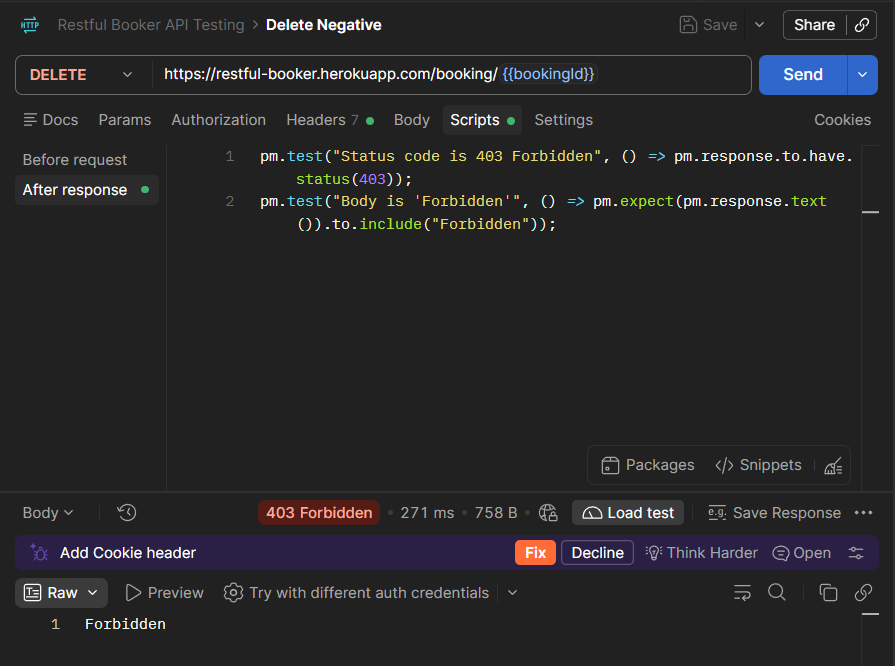 HTTP Restful Booker API Testing > Delete Negative Save Share
DELETE https://restful-booker.herokuapp.com/booking/ {{bookingId}} Send
Docs Params Authorization Headers 7 Body Scripts Settings Cookies
Before request
After response
1 pm.test("Status code is 403 Forbidden", () => pm.response.to.have.
status(403));
2 pm.test("Body is 'Forbidden'", () => pm.expect(pm.response.text
()).to.include("Forbidden"));
Packages </> Snippets
Body 403 Forbidden • 271 ms • 758 B • Load test e.g. Save Response •••
Add Cookie header Fix Decline Think Harder Open
Raw Preview Try with different auth credentials
1 Forbidden